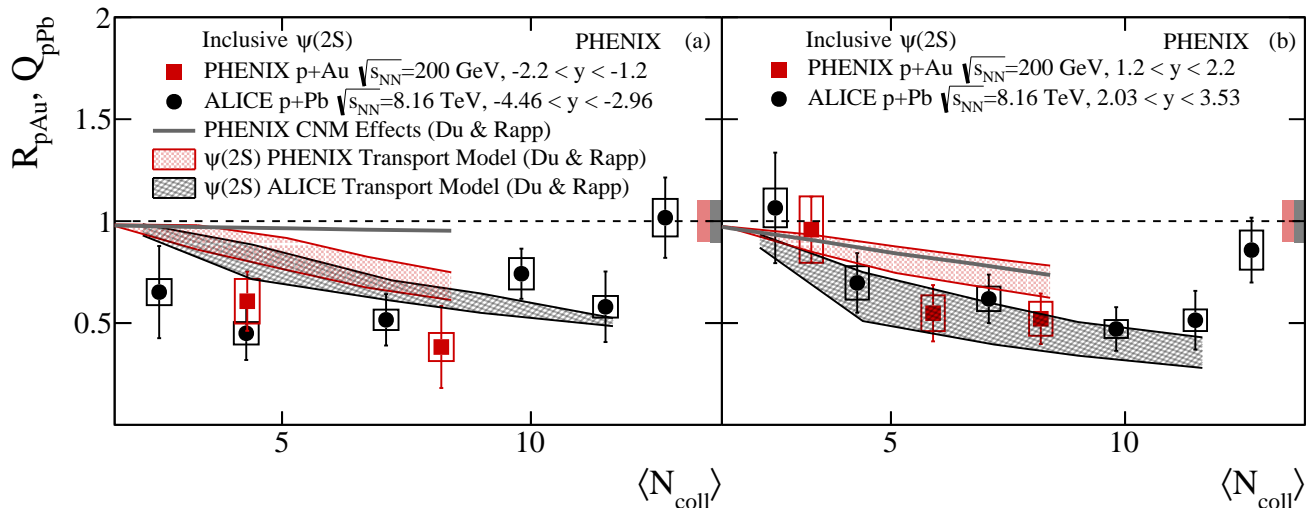 R_pAu, Q_pPb
2
1.5
1
0.5
Inclusive ψ(2S) PHENIX (a)
PHENIX p+Au √s_NN=200 GeV, -2.2 < y < -1.2
ALICE p+Pb √s_NN=8.16 TeV, -4.46 < y < -2.96
PHENIX CNM Effects (Du & Rapp)
ψ(2S) PHENIX Transport Model (Du & Rapp)
ψ(2S) ALICE Transport Model (Du & Rapp)
5 10
⟨N_coll⟩
Inclusive ψ(2S) PHENIX (b)
PHENIX p+Au √s_NN=200 GeV, 1.2 < y < 2.2
ALICE p+Pb √s_NN=8.16 TeV, 2.03 < y < 3.53
5 10
⟨N_coll⟩